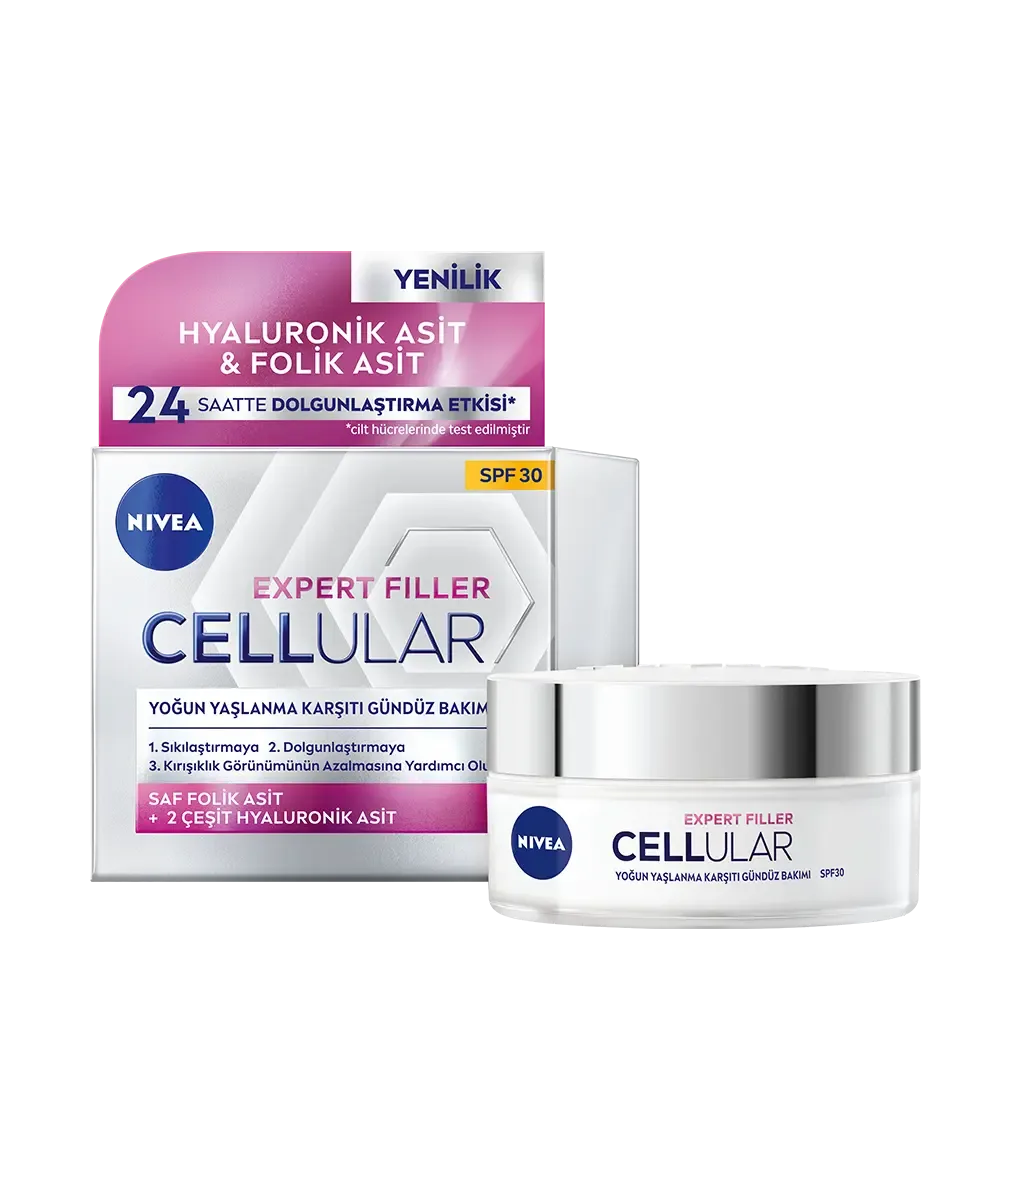 YENİLİK
HYALURONİK ASİT
& FOLİK ASİT
24 SAATTE DOLGUNLAŞTIRMA ETKİSİ*
*cilt hücrelerinde test edilmiştir
SPF 30
NIVEA
EXPERT FILLER
CELLULAR
YOĞUN YAŞLANMA KARŞITI GÜNDÜZ BAKIM
1. Sıkılaştırmaya 2. Dolgunlaştırmaya
3. Kırışıklık Görünümünün Azalmasına Yardımcı Olu
SAF FOLİK ASİT
+ 2 ÇEŞİT HYALURONİK ASİT
NIVEA
EXPERT FILLER
CELLULAR
YOĞUN YAŞLANMA KARŞITI GÜNDÜZ BAKIMI SPF30